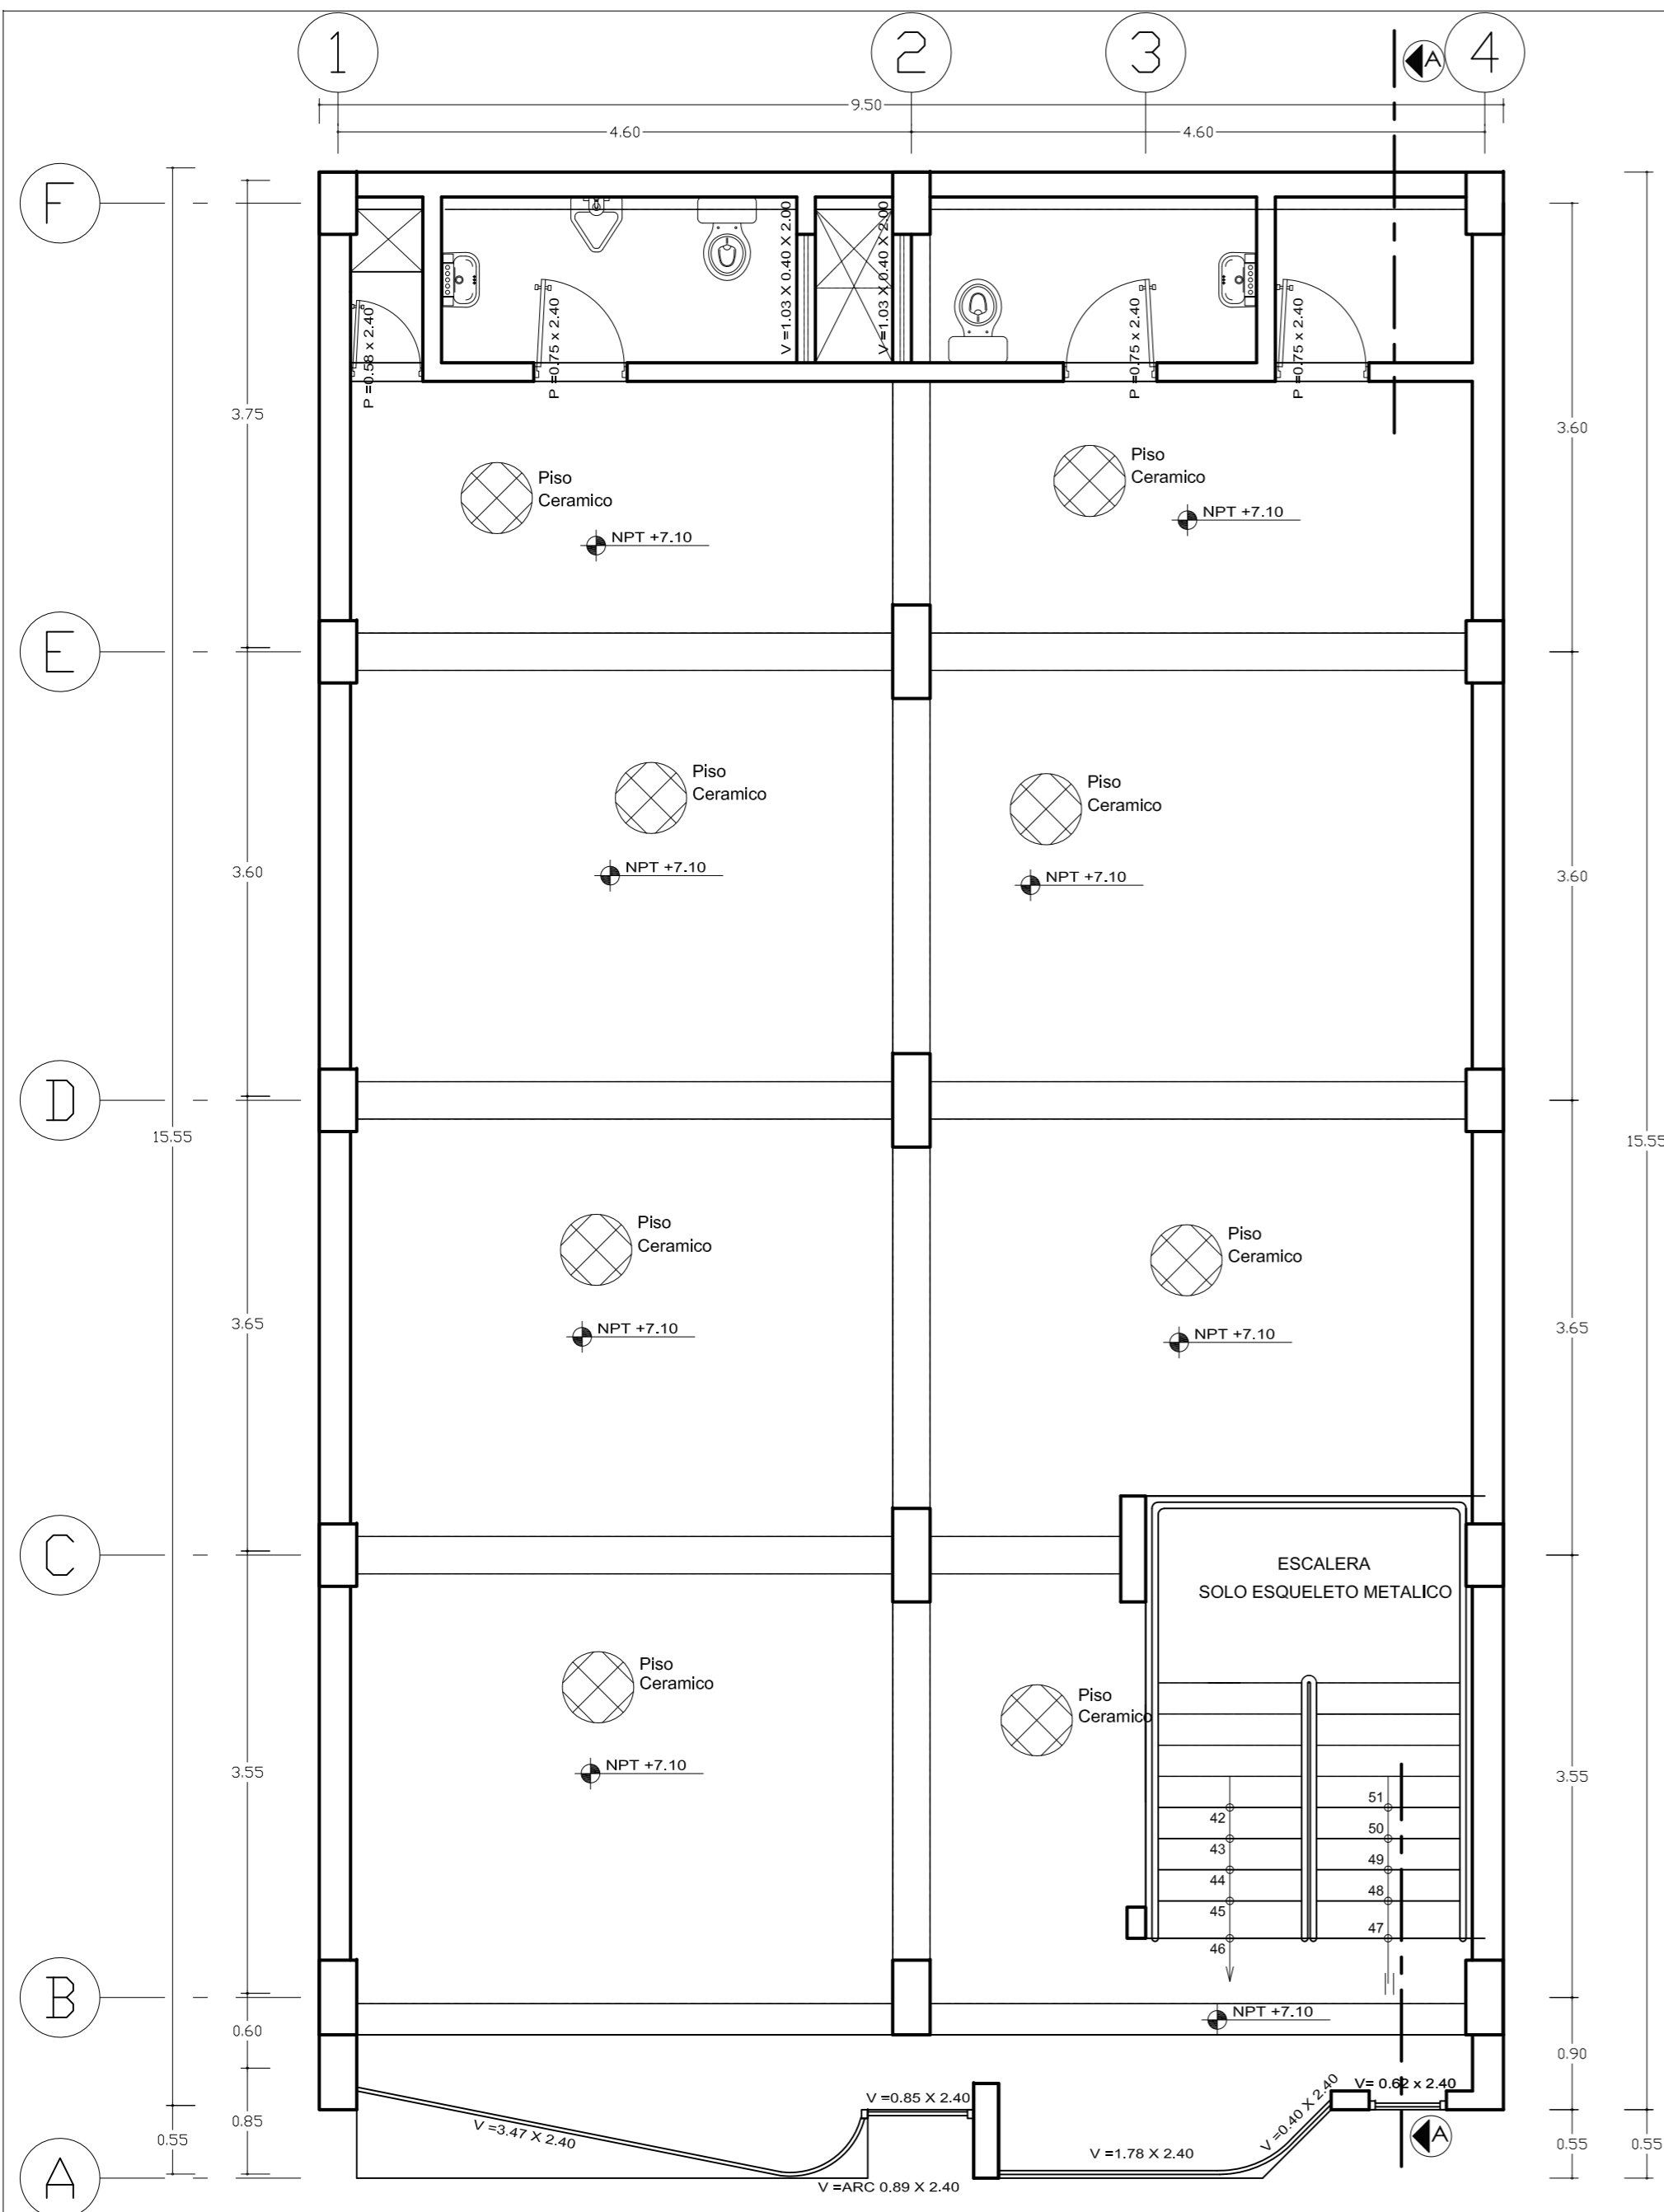 1
2
3
A
4
9.50
4.60
4.60
F
V =1.03 X 0.40 X 2.00
V =1.03 X 0.40 X 2.00
P =0.58 x 2.40
P =0.75 x 2.40
P =0.75 x 2.40
P =0.75 x 2.40
3.75
3.60
Piso
Ceramico
NPT +7.10
Piso
Ceramico
NPT +7.10
E
Piso
Ceramico
NPT +7.10
Piso
Ceramico
NPT +7.10
3.60
3.60
D
15.55
15.55
Piso
Ceramico
NPT +7.10
Piso
Ceramico
NPT +7.10
3.65
3.65
C
ESCALERA
SOLO ESQUELETO METALICO
Piso
Ceramico
NPT +7.10
Piso
Ceramico
3.55
3.55
42
43
44
45
46
51
50
49
48
47
B
NPT +7.10
0.60
0.90
V =0.85 X 2.40
V =0.40 X 2.40
V= 0.62 x 2.40
V =3.47 X 2.40
V =1.78 X 2.40
A
0.85
0.55
0.55
0.55
A
V =ARC 0.89 X 2.40